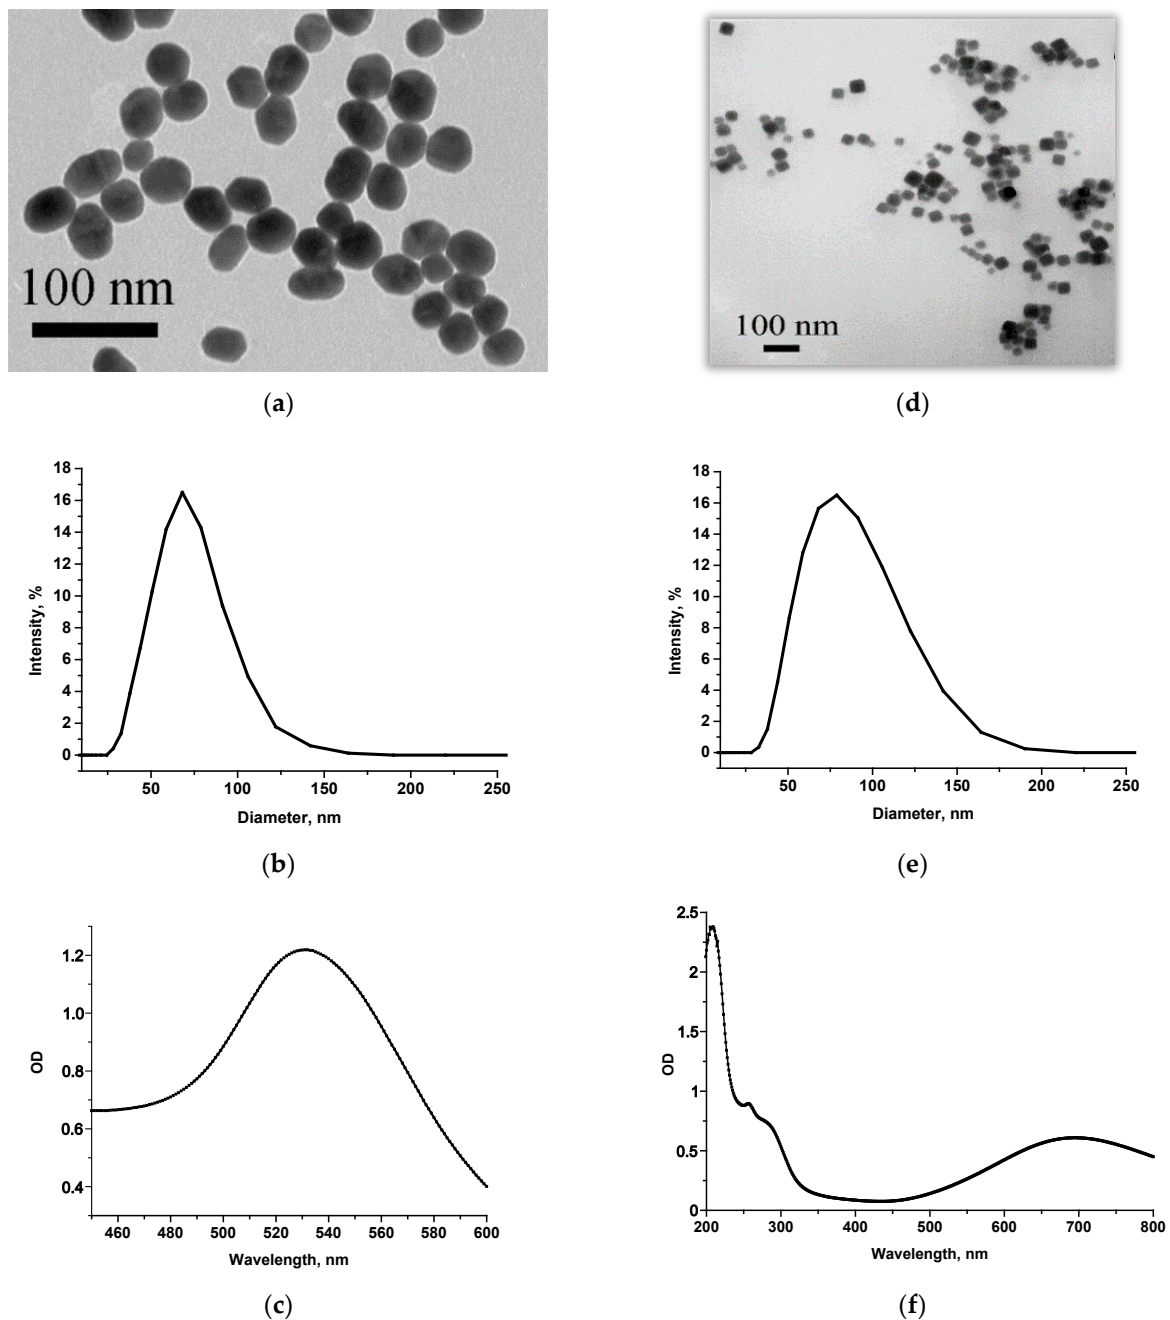 100 nm
(a)
100 nm
(d)
18
16
14
12
10
8
6
4
2
0
Intensity, %
50 100 150 200 250
Diameter, nm
(b)
18
16
14
12
10
8
6
4
2
0
Intensity, %
50 100 150 200 250
Diameter, nm
(e)
1.2
1.0
0.8
0.6
0.4
OD
460 480 500 520 540 560 580 600
Wavelength, nm
(c)
2.5
2
1.5
1
0.5
0
OD
200 300 400 500 600 700 800
Wavelength, nm
(f)